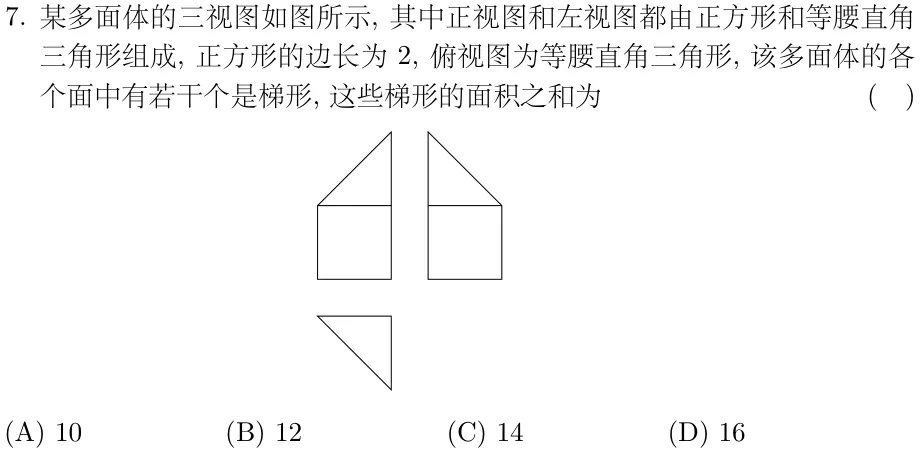 7. 某多面体的三视图如图所示, 其中正视图和左视图都由正方形和等腰直角
三角形组成, 正方形的边长为 2, 俯视图为等腰直角三角形, 该多面体的各
个面中有若干个是梯形, 这些梯形的面积之和为 ( )
(A) 10 (B) 12 (C) 14 (D) 16